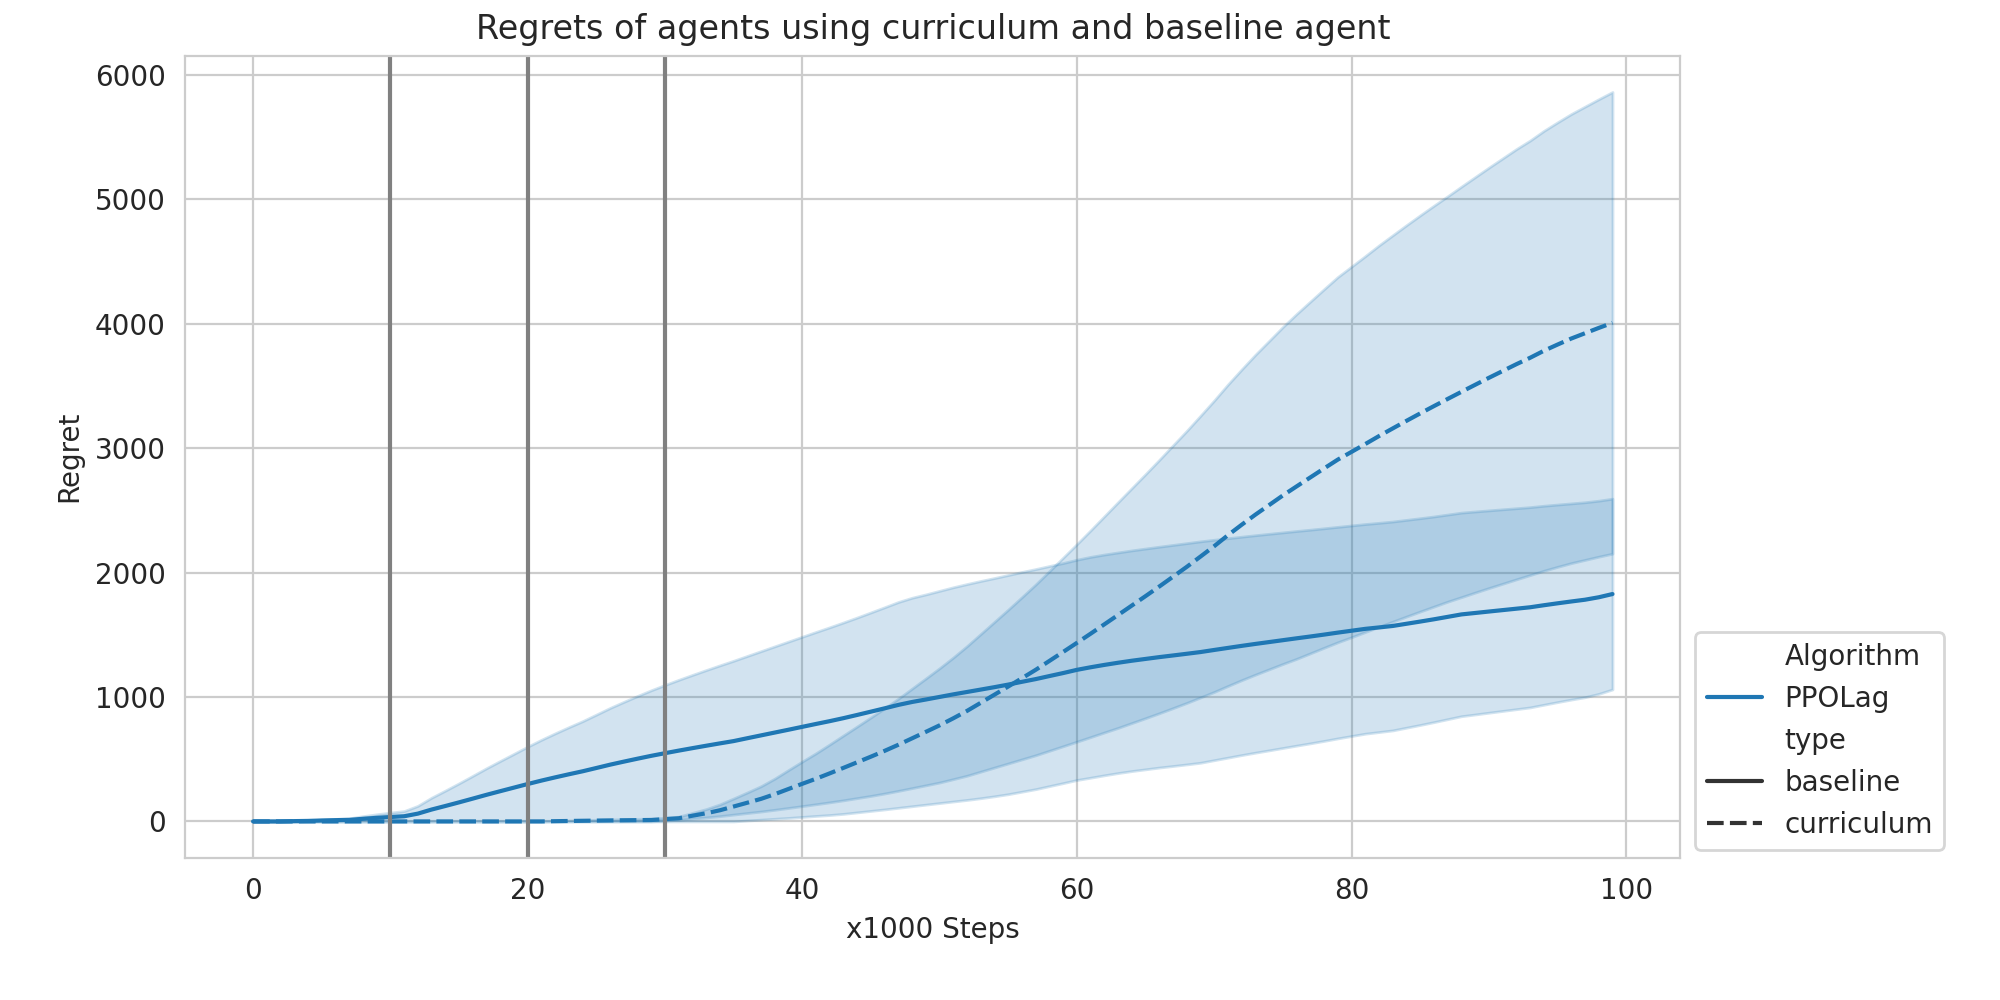 Regrets of agents using curriculum and baseline agent
6000
5000
4000
3000
2000
1000
0
Regret
0 20 40 60 80 100
x1000 Steps
Algorithm
PPOLag
type
baseline
curriculum